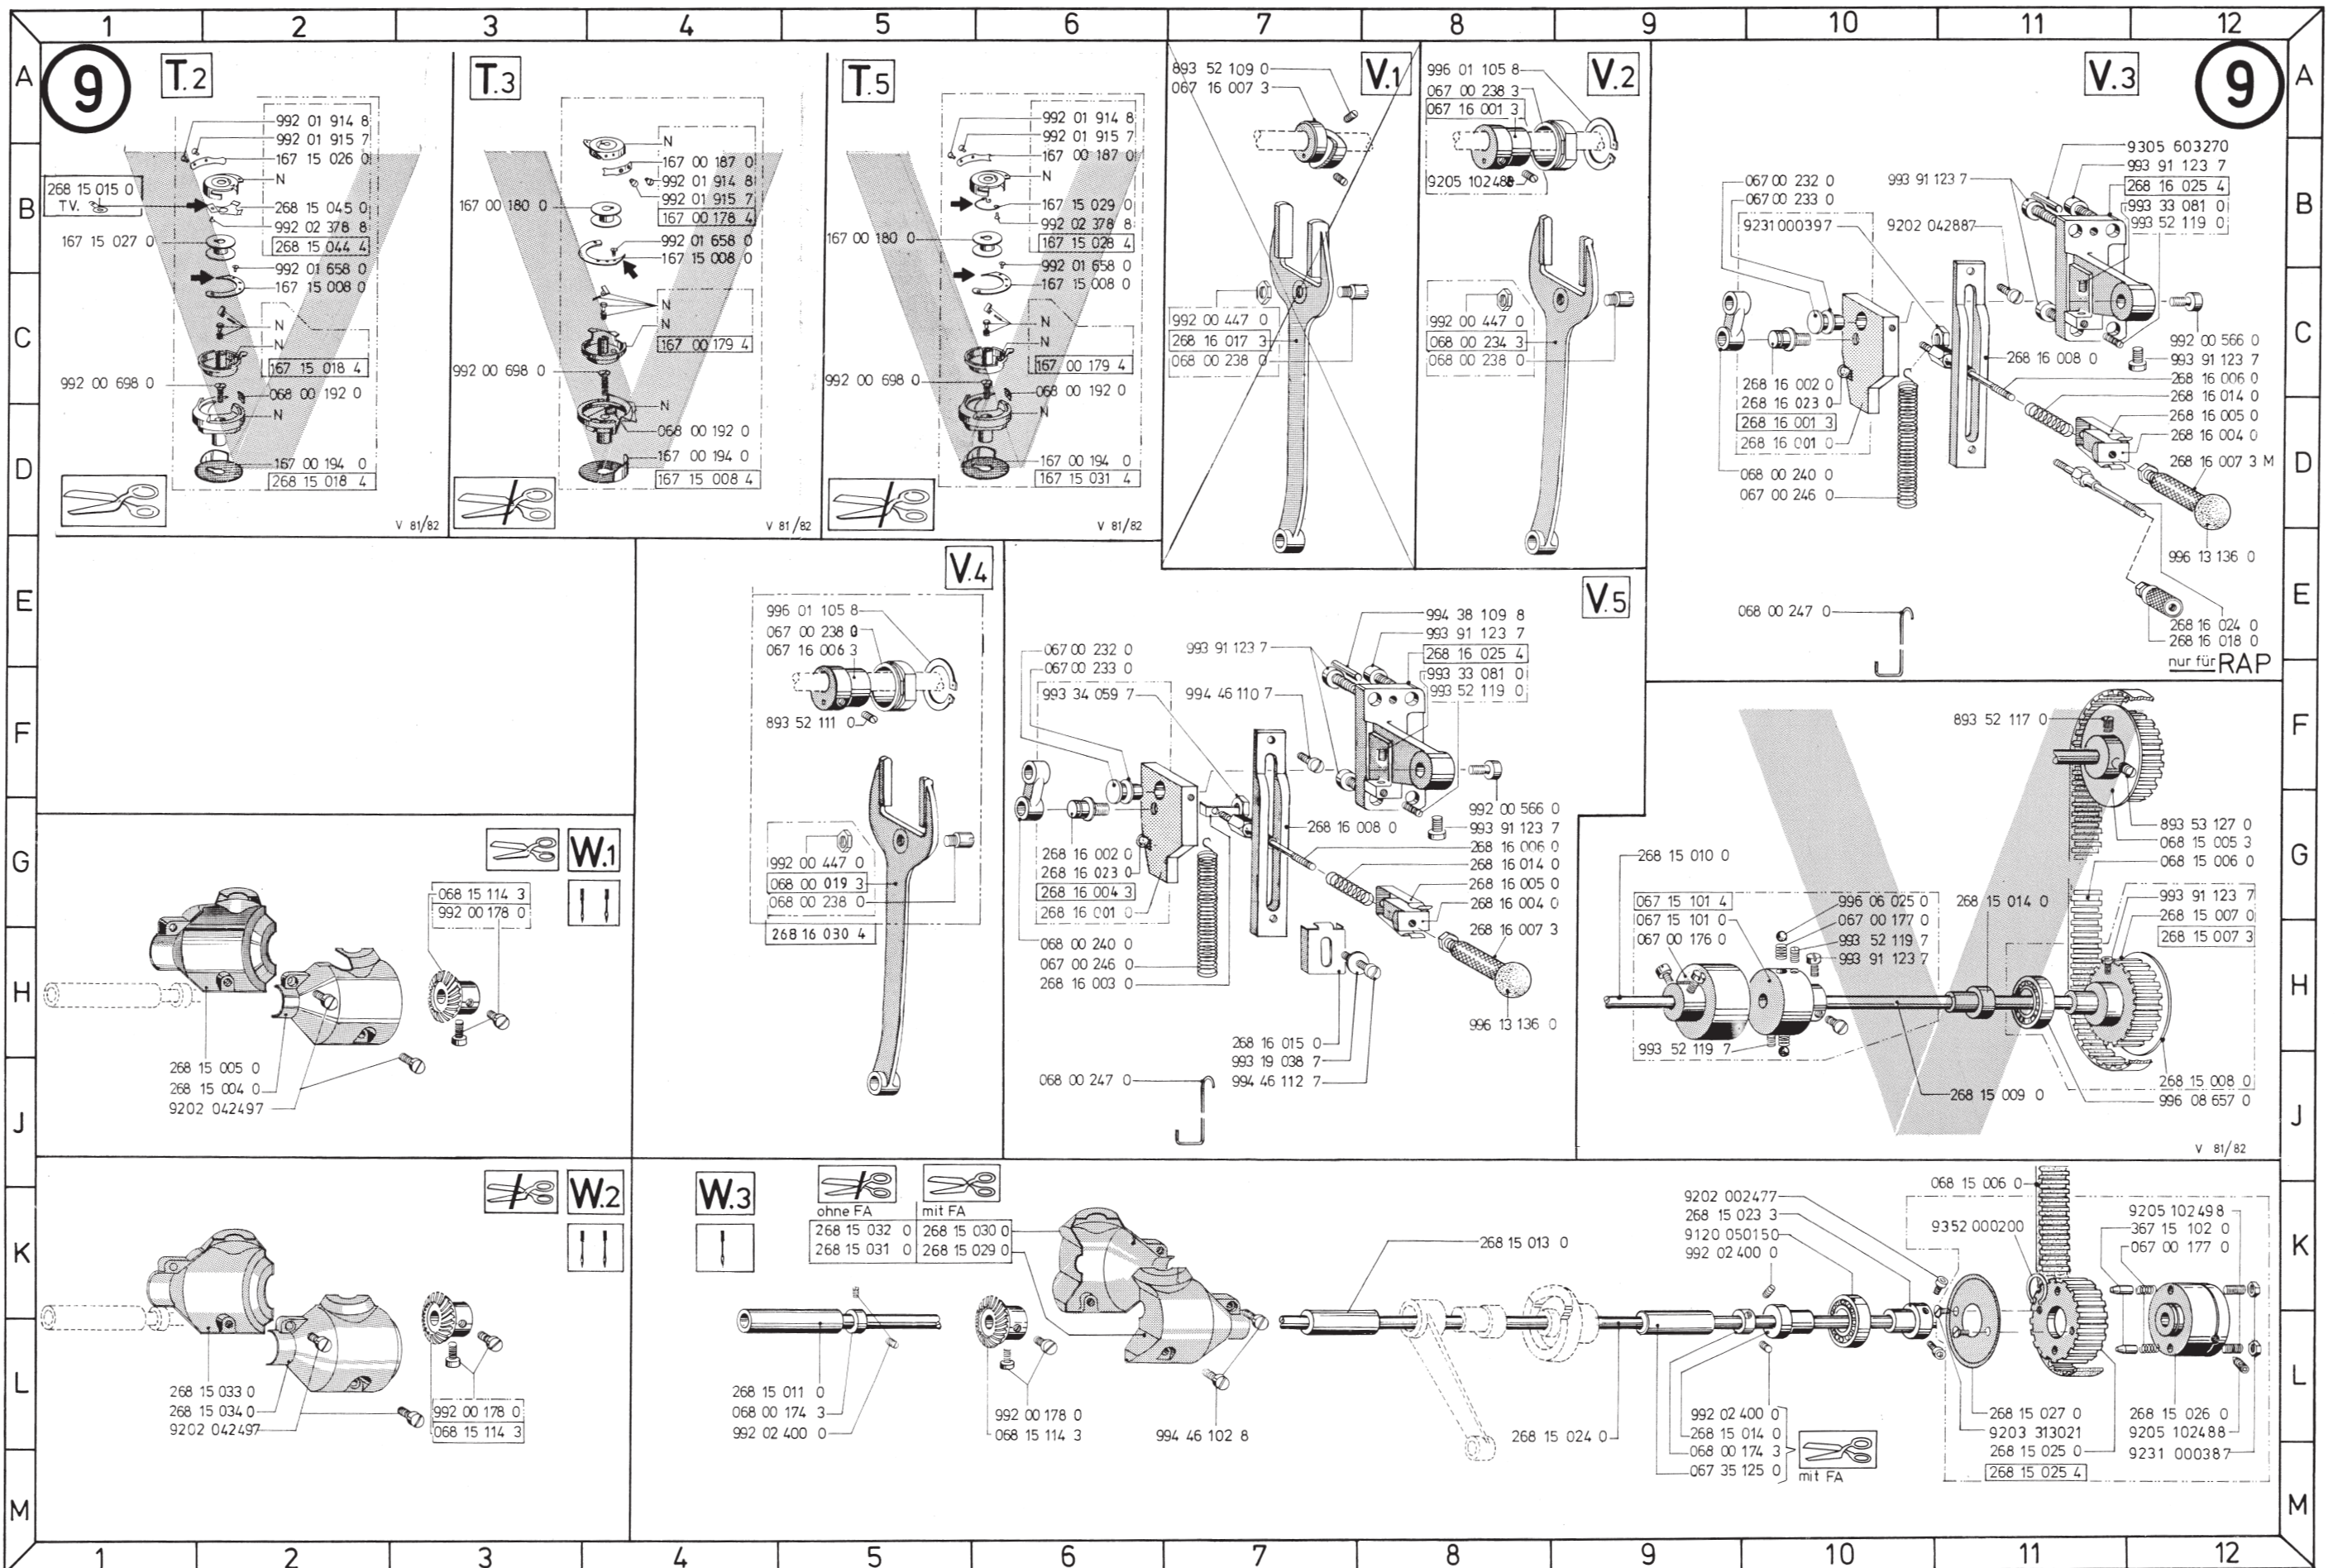 1 2 3 4 5 6 7 8 9 10 11 12
A
B
C
D
E
F
G
H
J
K
L
M
9
T.2
992 01 914 8
992 01 915 7
167 15 026 0
N
268 15 015 0
TV.
268 15 045 0
992 02 378 8
268 15 044 4
167 15 027 0
992 01 658 0
167 15 008 0
N
N
167 15 018 4
992 00 698 0
068 00 192 0
N
167 00 194 0
268 15 018 4
V 81/82
T.3
N
167 00 187 0
992 01 914 8
992 01 915 7
167 00 178 4
167 00 180 0
992 01 658 0
167 15 008 0
N
N
167 00 179 4
992 00 698 0
N
068 00 192 0
167 00 194 0
167 15 008 4
V 81/82
T.5
992 01 914 8
992 01 915 7
167 00 187 0
N
167 15 029 0
992 02 378 8
167 15 028 4
167 00 180 0
992 01 658 0
167 15 008 0
N
N
167 00 179 4
992 00 698 0
068 00 192 0
N
167 00 194 0
167 15 031 4
V 81/82
V.1
893 52 109 0
067 16 007 3
992 00 447 0
268 16 017 3
068 00 238 0
V.2
996 01 105 8
067 00 238 3
067 16 001 3
9205 102488
992 00 447 0
068 00 234 3
068 00 238 0
V.3
9
9305 603270
993 91 123 7
268 16 025 4
993 33 081 0
993 52 119 0
067 00 232 0
067 00 233 0
993 91 123 7
9231 000397
9202 042887
992 00 566 0
993 91 123 7
268 16 008 0
268 16 006 0
268 16 014 0
268 16 005 0
268 16 004 0
268 16 007 3 M
268 16 002 0
268 16 023 0
268 16 001 3
268 16 001 0
068 00 240 0
067 00 246 0
996 13 136 0
068 00 247 0
268 16 024 0
268 16 018 0
nur für RAP
V.4
996 01 105 8
067 00 238 0
067 16 006 3
893 52 111 0
992 00 447 0
068 00 019 3
068 00 238 0
268 16 030 4
V.5
994 38 109 8
993 91 123 7
268 16 025 4
993 33 081 0
993 52 119 0
067 00 232 0
067 00 233 0
993 91 123 7
993 34 059 7
994 46 110 7
992 00 566 0
993 91 123 7
268 16 008 0
268 16 006 0
268 16 014 0
268 16 005 0
268 16 004 0
268 16 007 3
268 16 002 0
268 16 023 0
268 16 004 3
268 16 001 0
068 00 240 0
067 00 246 0
268 16 003 0
996 13 136 0
268 16 015 0
993 19 038 7
994 46 112 7
068 00 247 0
893 52 117 0
893 53 127 0
068 15 005 3
068 15 006 0
268 15 010 0
993 91 123 7
268 15 007 0
268 15 007 3
067 15 101 4
067 15 101 0
067 00 176 0
996 06 025 0
067 00 177 0
993 52 119 7
993 91 123 7
268 15 014 0
993 52 119 7
268 15 008 0
268 15 009 0
996 08 657 0
V 81/82
W.1
068 15 114 3
992 00 178 0
268 15 005 0
268 15 004 0
9202 042497
W.2
268 15 033 0
268 15 034 0
9202 042497
992 00 178 0
068 15 114 3
W.3
ohne FA
mit FA
268 15 032 0
268 15 030 0
268 15 031 0
268 15 029 0
268 15 013 0
268 15 011 0
068 00 174 3
992 02 400 0
992 00 178 0
068 15 114 3
994 46 102 8
268 15 024 0
9202 002477
268 15 023 3
9120 050150
992 02 400 0
992 02 400 0
268 15 014 0
068 00 174 3
067 35 125 0
mit FA
068 15 006 0
9352 000200
9205 102498
367 15 102 0
067 00 177 0
268 15 027 0
9203 313021
268 15 025 0
268 15 025 4
268 15 026 0
9205 102488
9231 000387
1 2 3 4 5 6 7 8 9 10 11 12
A
B
C
D
E
F
G
H
J
K
L
M